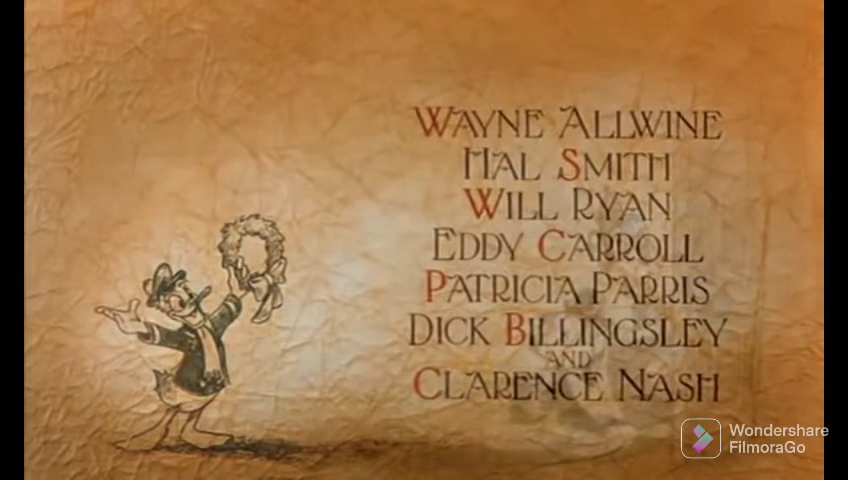 WAYNE ALLWINE
HAL SMITH
WILL RYAN
EDDY CARROLL
PATRICIA PARRIS
DICK BILLINGSLEY
AND
CLARENCE NASH
Wondershare
FilmoraGo